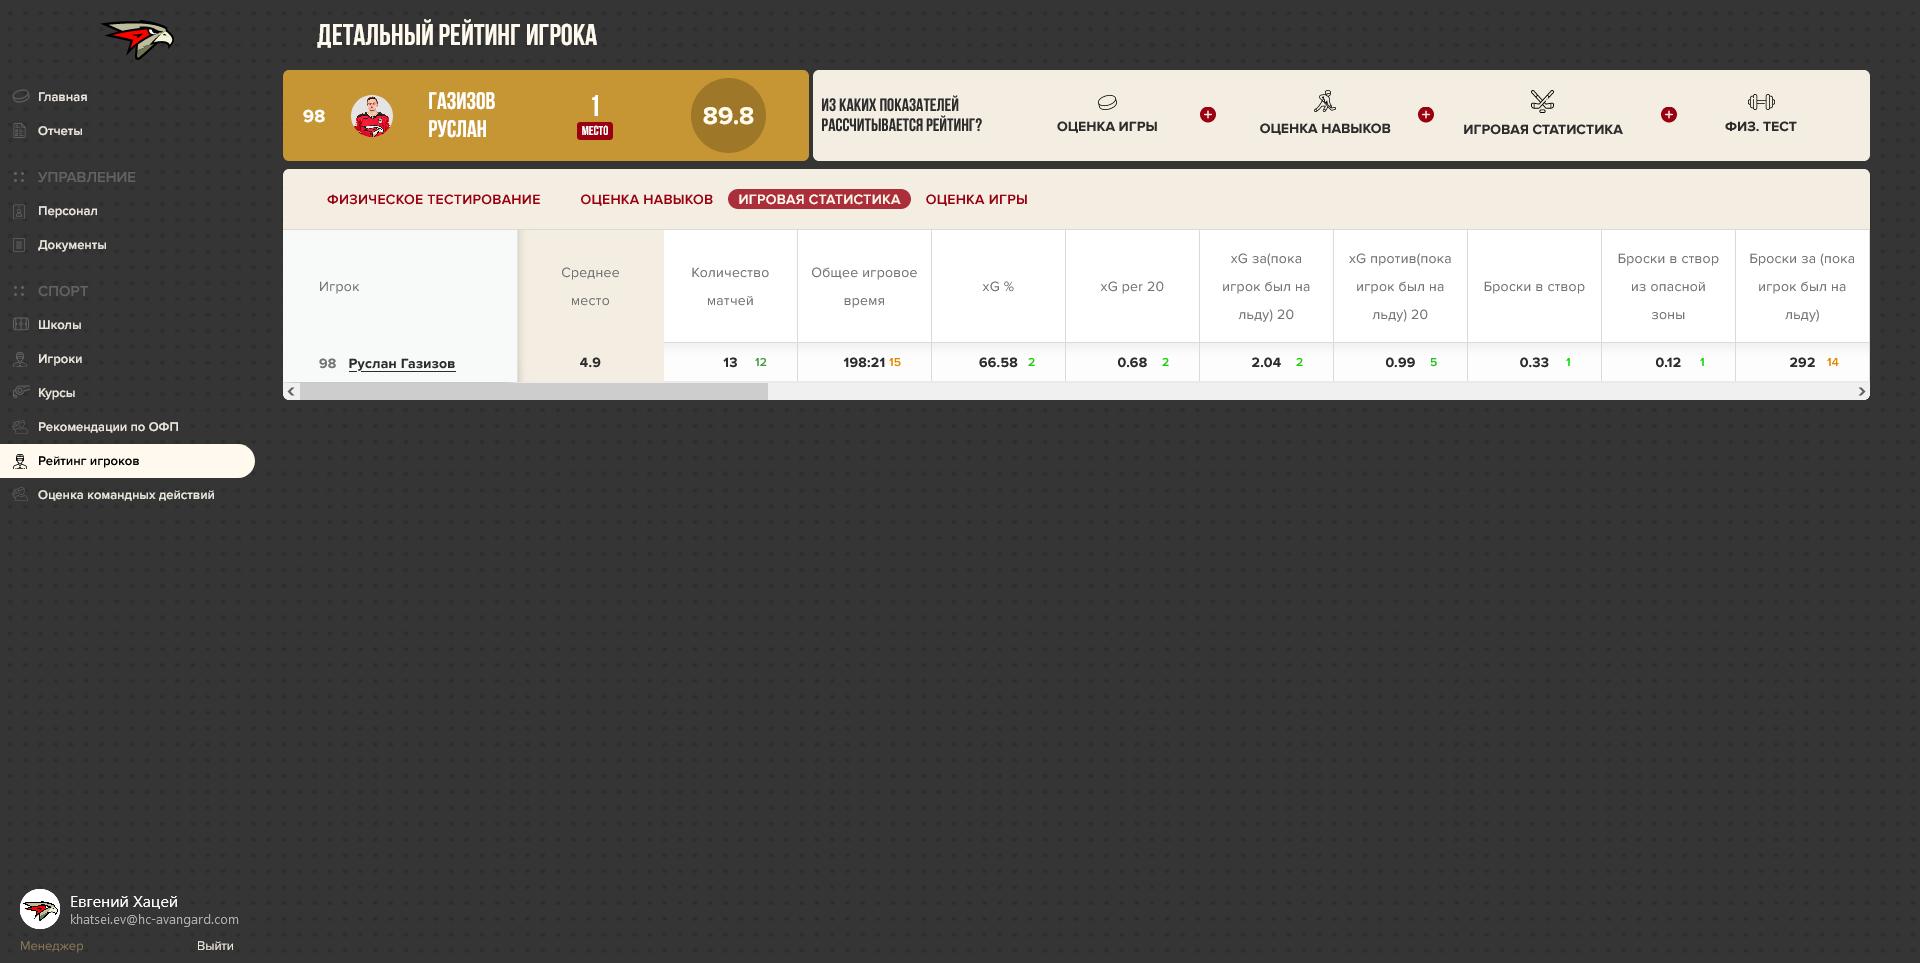 ДЕТАЛЬНЫЙ РЕЙТИНГ ИГРОКА
Главная
Отчеты
УПРАВЛЕНИЕ
Персонал
Документы
СПОРТ
Школы
Игроки
Курсы
Рекомендации по ОФП
Рейтинг игроков
Оценка командных действий
98
ГАЗИЗОВ
РУСЛАН
1
МЕСТО
89.8
ИЗ КАКИХ ПОКАЗАТЕЛЕЙ
РАССЧИТЫВАЕТСЯ РЕЙТИНГ?
ОЦЕНКА ИГРЫ
ОЦЕНКА НАВЫКОВ
ИГРОВАЯ СТАТИСТИКА
ФИЗ. ТЕСТ
ФИЗИЧЕСКОЕ ТЕСТИРОВАНИЕ ОЦЕНКА НАВЫКОВ ИГРОВАЯ СТАТИСТИКА ОЦЕНКА ИГРЫ
Игрок
Среднее
место
Количество
матчей
Общее игровое
время
xG %
xG per 20
xG за(пока
игрок был на
льду) 20
xG против(пока
игрок был на
льду) 20
Броски в створ
Броски в створ
из опасной
зоны
Броски за (пока
игрок был на
льду)
98 Руслан Газизов 4.9 13 12 198:21 15 66.58 2 0.68 2 2.04 2 0.99 5 0.33 1 0.12 1 292 14
Евгений Хацей
khatsei.ev@hc-avangard.com
Менеджер Выйти